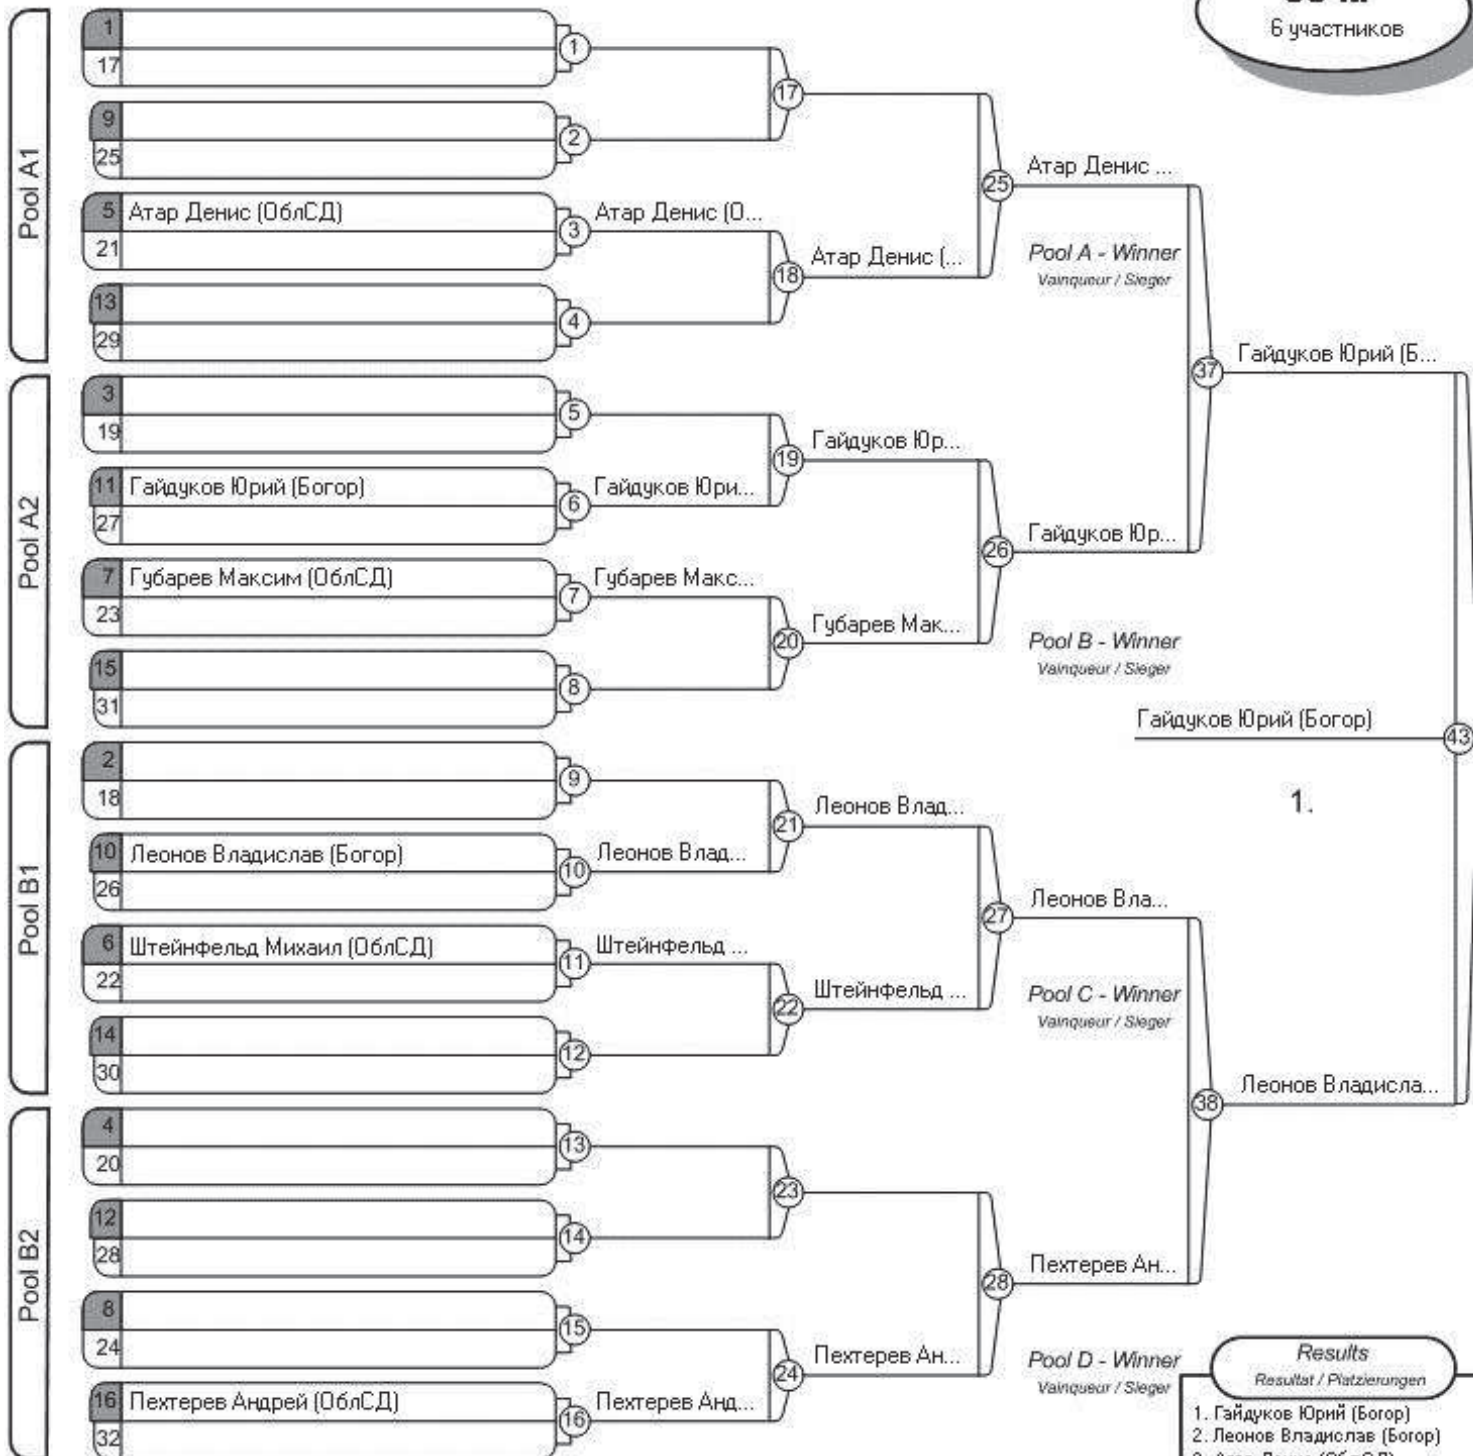 6 участников
Pool A1
1
17
1
9
25
2
17
5 Атар Денис (ОблСД)
21
3
Атар Денис (О...
13
29
4
18
Атар Денис (...
25
Атар Денис ...
Pool A - Winner
Vainqueur / Sieger
Pool A2
3
19
5
11 Гайдуков Юрий (Богор)
27
6
Гайдуков Юри...
19
Гайдуков Юр...
7 Губарев Максим (ОблСД)
23
7
Губарев Макс...
15
31
8
20
Губарев Мак...
26
Гайдуков Юр...
Pool B - Winner
Vainqueur / Sieger
37
Гайдуков Юрий (Б...
Гайдуков Юрий (Богор)
43
1.
Pool B1
2
18
9
10 Леонов Владислав (Богор)
26
10
Леонов Влад...
21
Леонов Влад...
6 Штейнфельд Михаил (ОблСД)
22
11
Штейнфельд ...
14
30
12
22
Штейнфельд ...
27
Леонов Вла...
Pool C - Winner
Vainqueur / Sieger
38
Леонов Владисла...
Pool B2
4
20
13
12
28
14
23
8
24
15
16 Пехтерев Андрей (ОблСД)
32
16
Пехтерев Анд...
24
Пехтерев Ан...
28
Пехтерев Ан...
Pool D - Winner
Vainqueur / Sieger
Results
Resultat / Platzierungen
1. Гайдуков Юрий (Богор)
2. Леонов Владислав (Богор)